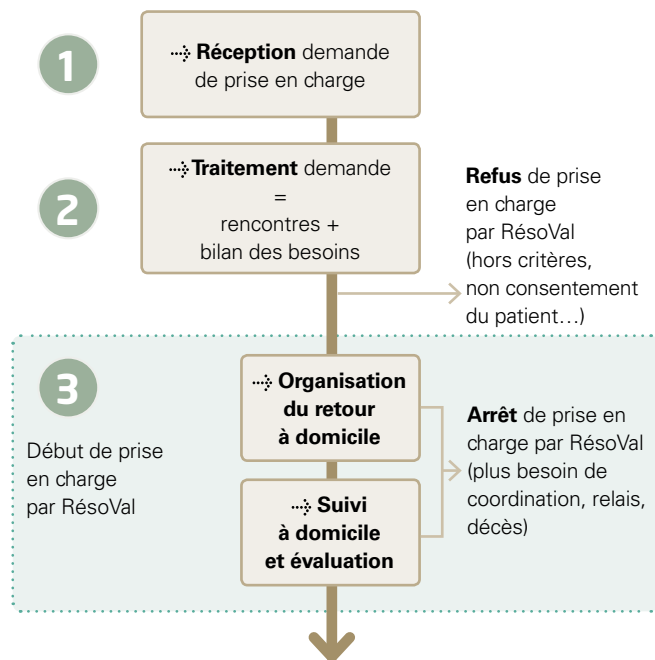 1
Réception demande
de prise en charge
2
Traitement demande
=
rencontres +
bilan des besoins
Refus de prise
en charge
par RésoVal
(hors critères,
non consentement
du patient…)
3
Début de prise
en charge
par RésoVal
Organisation
du retour
à domicile
Suivi
à domicile
et évaluation
Arrêt de prise en
charge par RésoVal
(plus besoin de
coordination, relais,
décès)